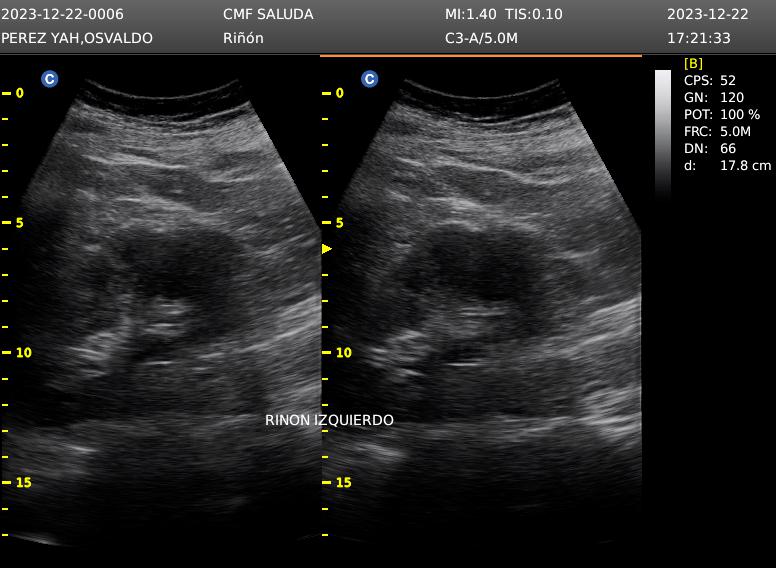 2023-12-22-0006 CMF SALUDA MI:1.40 TIS:0.10 2023-12-22
PEREZ YAH,OSVALDO Riñón C3-A/5.0M 17:21:33
[B]
C C
0 0
CPS: 52
GN: 120
POT: 100 %
FRC: 5.0M
DN: 66
d: 17.8 cm
5 5
10 10
RINON IZQUIERDO
15 15